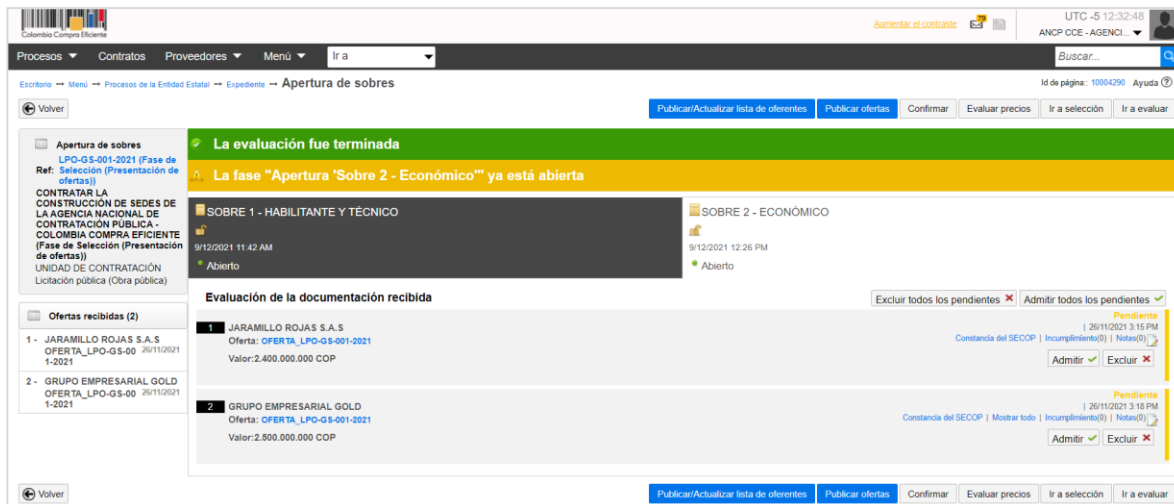 Colombia Compra Eficiente
Aumentar el contraste
79
UTC -5 12:32:48
ANCP CCE - AGENCI...
Procesos Contratos Proveedores Menú Ir a
Buscar...
Escritorio → Menú → Procesos de la Entidad Estatal → Expediente → Apertura de sobres
Id de página:: 10004290 Ayuda
Volver
Publicar/Actualizar lista de oferentes Publicar ofertas Confirmar Evaluar precios Ir a selección Ir a evaluar
Apertura de sobres
Ref: LPO-GS-001-2021 (Fase de Selección (Presentación de ofertas))
CONTRATAR LA
CONSTRUCCIÓN DE SEDES DE
LA AGENCIA NACIONAL DE
CONTRATACIÓN PÚBLICA -
COLOMBIA COMPRA EFICIENTE
(Fase de Selección (Presentación
de ofertas))
UNIDAD DE CONTRATACIÓN
Licitación pública (Obra pública)
Ofertas recibidas (2)
1 - JARAMILLO ROJAS S.A.S
OFERTA_LPO-GS-00 26/11/2021
1-2021
2 - GRUPO EMPRESARIAL GOLD
OFERTA_LPO-GS-00 26/11/2021
1-2021
La evaluación fue terminada
La fase "Apertura 'Sobre 2 - Económico'" ya está abierta
SOBRE 1 - HABILITANTE Y TÉCNICO
9/12/2021 11:42 AM
Abierto
SOBRE 2 - ECONÓMICO
9/12/2021 12:26 PM
Abierto
Evaluación de la documentación recibida
Excluir todos los pendientes Admitir todos los pendientes
1 JARAMILLO ROJAS S.A.S
Oferta: OFERTA_LPO-GS-001-2021
Valor:2.400.000.000 COP
Pendiente
| 26/11/2021 3:15 PM
Constancia del SECOP | Incumplimiento(0) | Notas(0)
Admitir Excluir
2 GRUPO EMPRESARIAL GOLD
Oferta: OFERTA_LPO-GS-001-2021
Valor:2.500.000.000 COP
Pendiente
| 26/11/2021 3:18 PM
Constancia del SECOP | Mostrar todo | Incumplimiento(0) | Notas(0)
Admitir Excluir
Volver
Publicar/Actualizar lista de oferentes Publicar ofertas Confirmar Evaluar precios Ir a selección Ir a evaluar